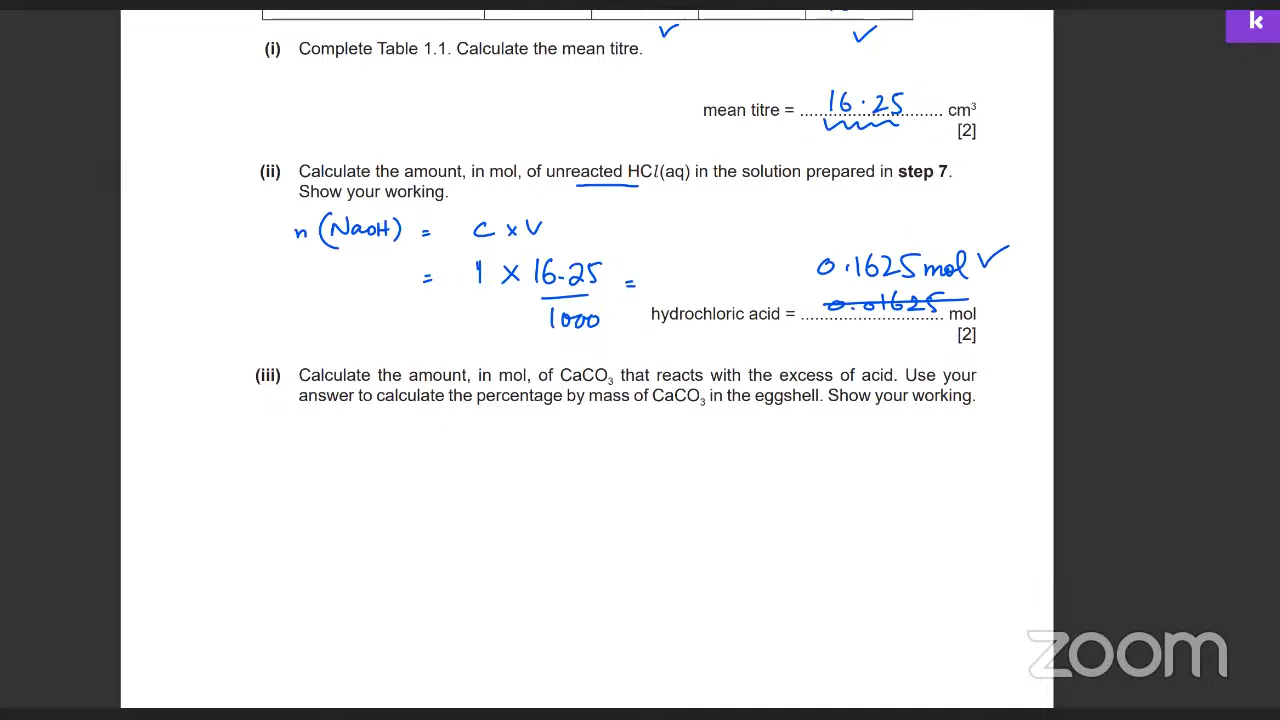 k
(i) Complete Table 1.1. Calculate the mean titre.
mean titre = ........ 16.25 ........ cm³
[2]
(ii) Calculate the amount, in mol, of unreacted HCl(aq) in the solution prepared in step 7.
Show your working.
n (NaOH) = C × V
= 1 × 16.25 / 1000 =
0.1625 mol ✓
hydrochloric acid = ........ 0.01625 ........ mol
[2]
(iii) Calculate the amount, in mol, of CaCO₃ that reacts with the excess of acid. Use your
answer to calculate the percentage by mass of CaCO₃ in the eggshell. Show your working.
zoom